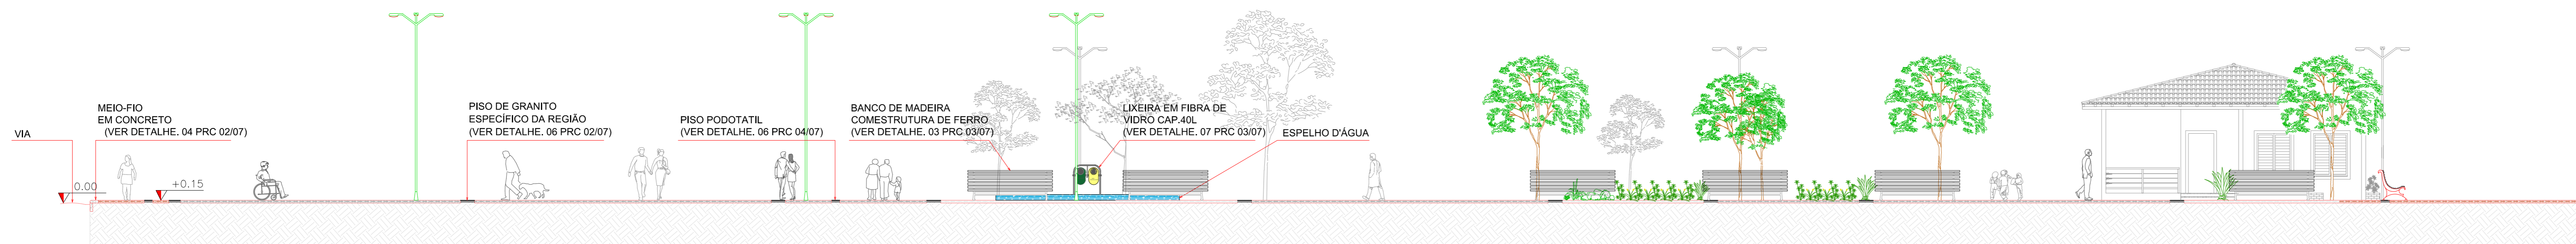 VIA
MEIO-FIO
EM CONCRETO
(VER DETALHE. 04 PRC 02/07)
0.00
+0.15
PISO DE GRANITO
ESPECÍFICO DA REGIÃO
(VER DETALHE. 06 PRC 02/07)
PISO PODOTATIL
(VER DETALHE. 06 PRC 04/07)
BANCO DE MADEIRA
COMESTRUTURA DE FERRO
(VER DETALHE. 03 PRC 03/07)
LIXEIRA EM FIBRA DE
VIDRO CAP.40L
(VER DETALHE. 07 PRC 03/07)
ESPELHO D'ÁGUA